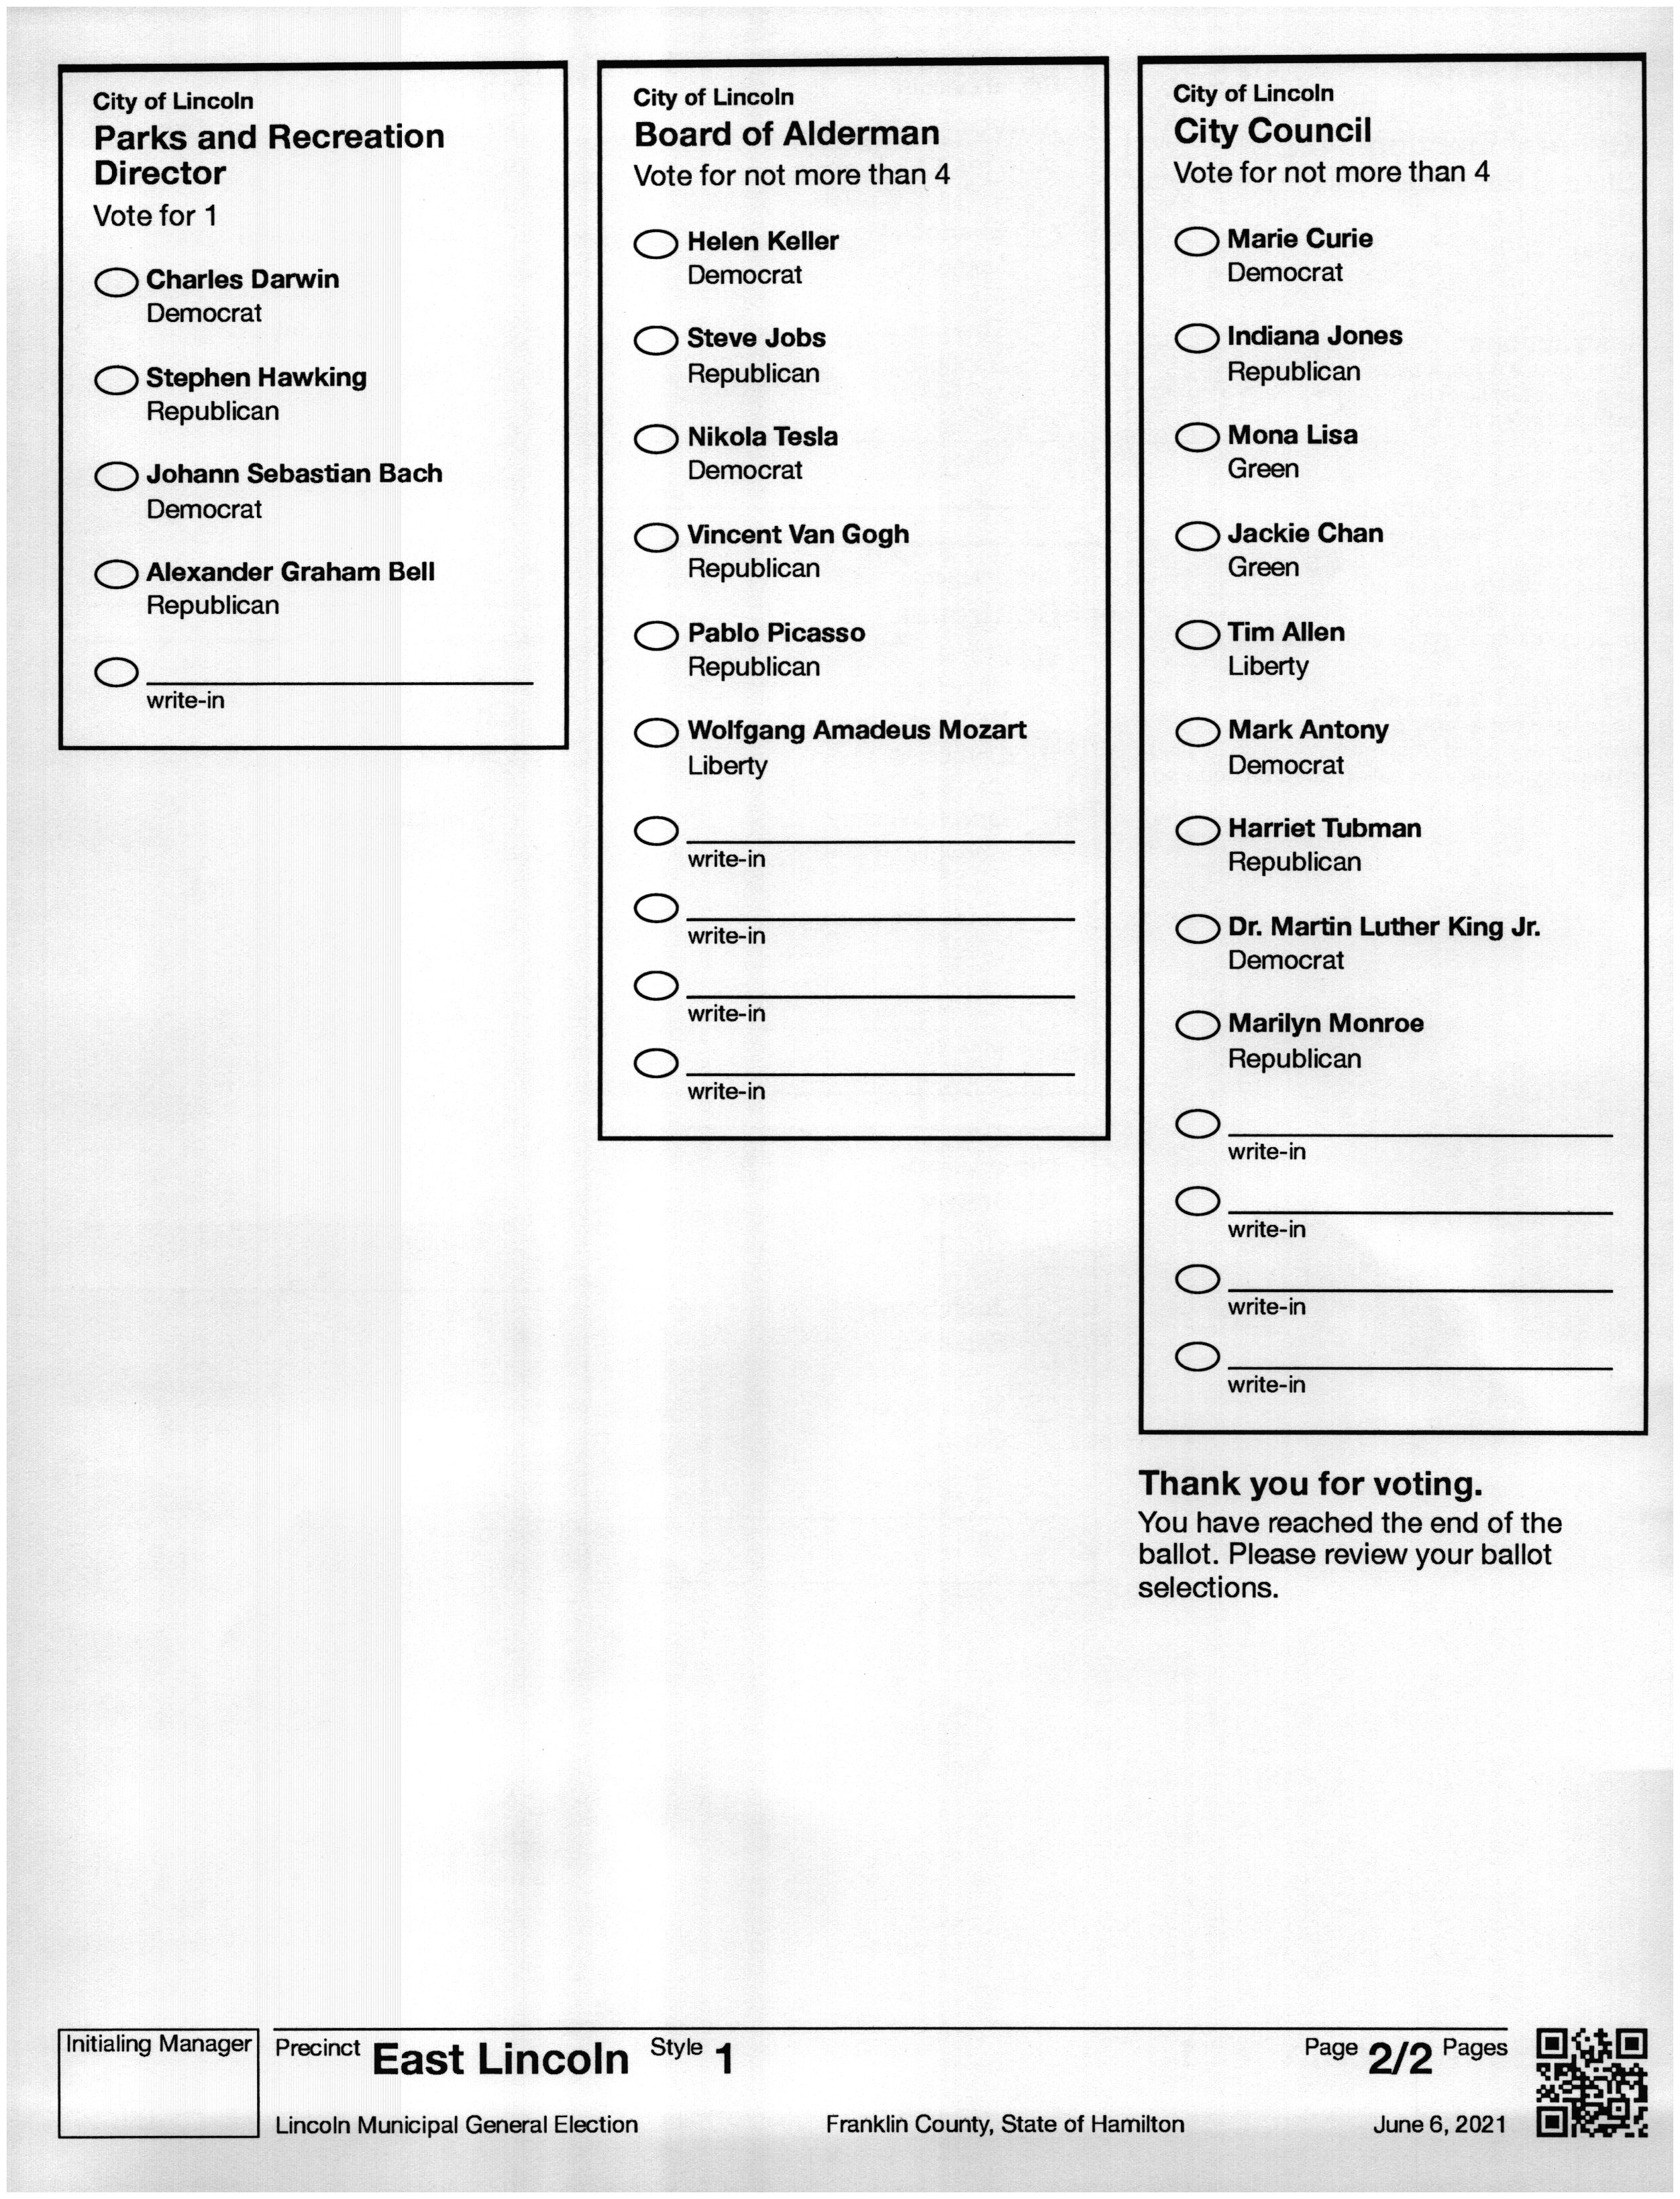 City of Lincoln
Parks and Recreation
Director
Vote for 1
Charles Darwin
Democrat
Stephen Hawking
Republican
Johann Sebastian Bach
Democrat
Alexander Graham Bell
Republican
write-in
City of Lincoln
Board of Alderman
Vote for not more than 4
Helen Keller
Democrat
Steve Jobs
Republican
Nikola Tesla
Democrat
Vincent Van Gogh
Republican
Pablo Picasso
Republican
Wolfgang Amadeus Mozart
Liberty
write-in
write-in
write-in
write-in
City of Lincoln
City Council
Vote for not more than 4
Marie Curie
Democrat
Indiana Jones
Republican
Mona Lisa
Green
Jackie Chan
Green
Tim Allen
Liberty
Mark Antony
Democrat
Harriet Tubman
Republican
Dr. Martin Luther King Jr.
Democrat
Marilyn Monroe
Republican
write-in
write-in
write-in
write-in
Thank you for voting.
You have reached the end of the
ballot. Please review your ballot
selections.
Initialing Manager
Precinct East Lincoln Style 1 Page 2/2 Pages
Lincoln Municipal General Election Franklin County, State of Hamilton June 6, 2021